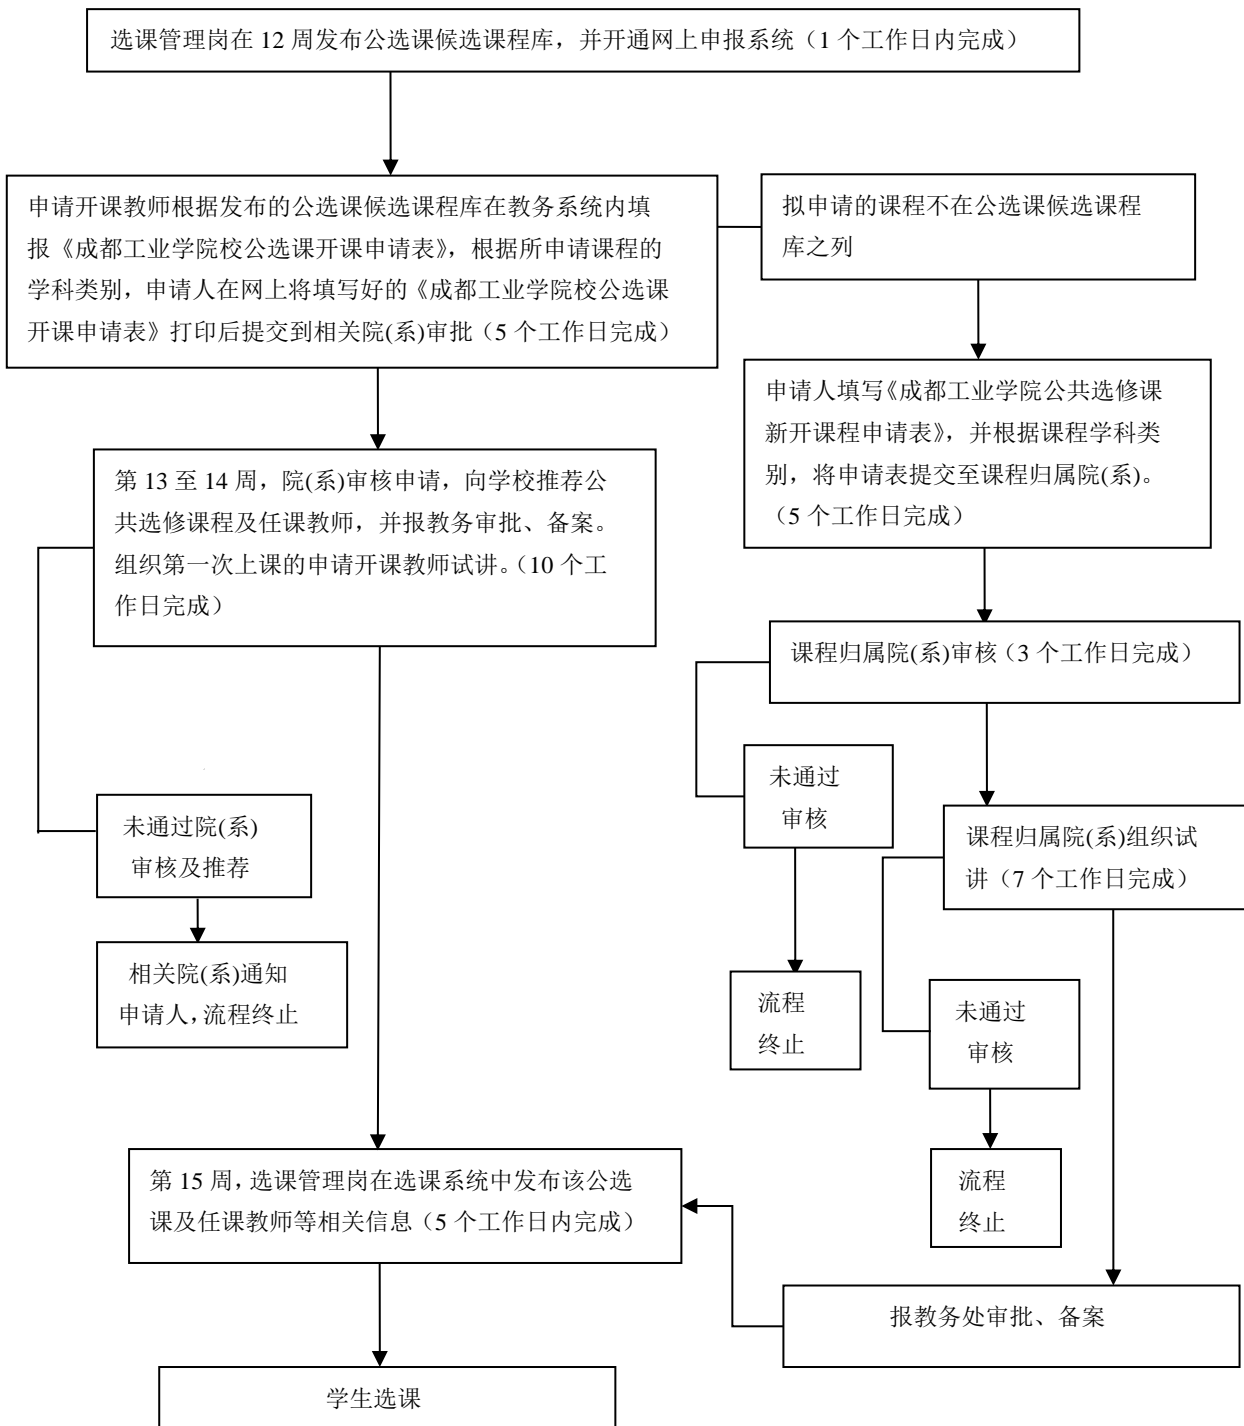 选课管理岗在 12 周发布公选课候选课程库，并开通网上申报系统（1 个工作日内完成）
申请开课教师根据发布的公选课候选课程库在教务系统内填
报《成都工业学院校公选课开课申请表》，根据所申请课程的
学科类别，申请人在网上将填写好的《成都工业学院校公选课
开课申请表》打印后提交到相关院(系)审批（5 个工作日完成）
拟申请的课程不在公选课候选课程
库之列
申请人填写《成都工业学院公共选修课
新开课程申请表》，并根据课程学科类
别，将申请表提交至课程归属院(系)。
（5 个工作日完成）
第 13 至 14 周，院(系)审核申请，向学校推荐公
共选修课程及任课教师，并报教务审批、备案。
组织第一次上课的申请开课教师试讲。（10 个工
作日完成）
课程归属院(系)审核（3 个工作日完成）
未通过
审核
课程归属院(系)组织试
讲（7 个工作日完成）
未通过院(系)
审核及推荐
相关院(系)通知
申请人，流程终止
流程
终止
未通过
审核
流程
终止
第 15 周，选课管理岗在选课系统中发布该公选
课及任课教师等相关信息（5 个工作日内完成）
报教务处审批、备案
学生选课